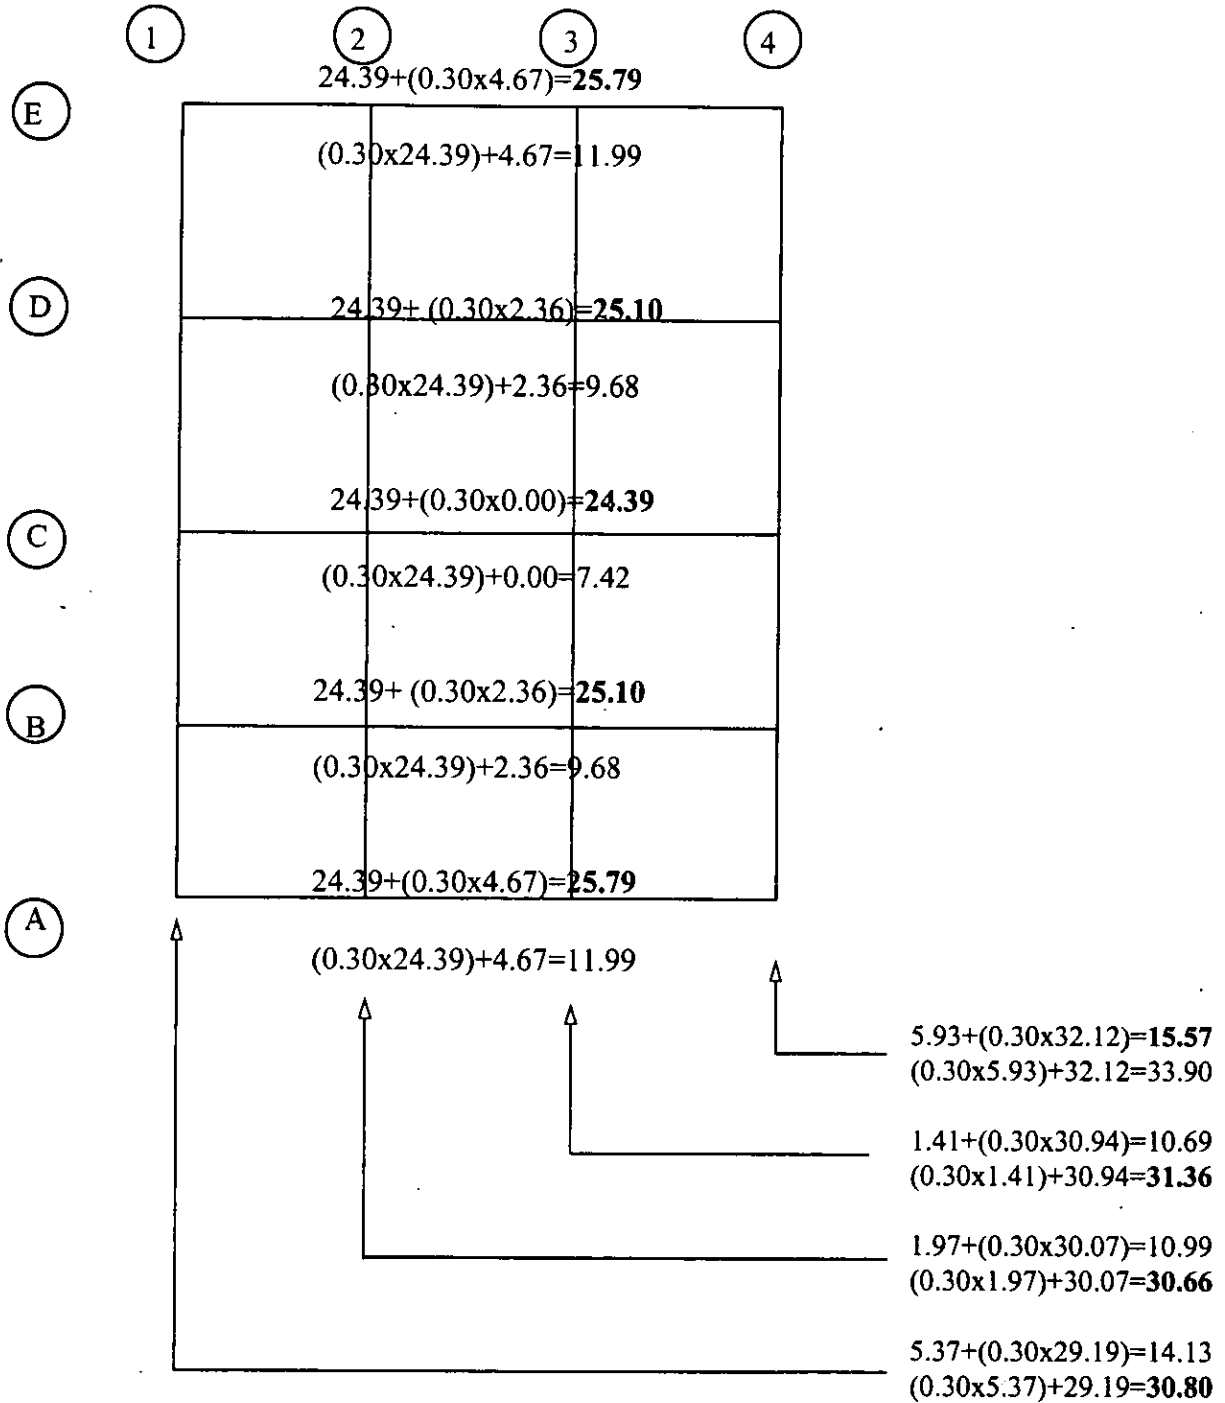 1 2 3 4
24.39+(0.30x4.67)=25.79
E
(0.30x24.39)+4.67=11.99
D
24.39+ (0.30x2.36)=25.10
(0.30x24.39)+2.36=9.68
24.39+(0.30x0.00)=24.39
C
(0.30x24.39)+0.00=7.42
24.39+ (0.30x2.36)=25.10
B
(0.30x24.39)+2.36=9.68
24.39+(0.30x4.67)=25.79
A
(0.30x24.39)+4.67=11.99
5.93+(0.30x32.12)=15.57
(0.30x5.93)+32.12=33.90
1.41+(0.30x30.94)=10.69
(0.30x1.41)+30.94=31.36
1.97+(0.30x30.07)=10.99
(0.30x1.97)+30.07=30.66
5.37+(0.30x29.19)=14.13
(0.30x5.37)+29.19=30.80